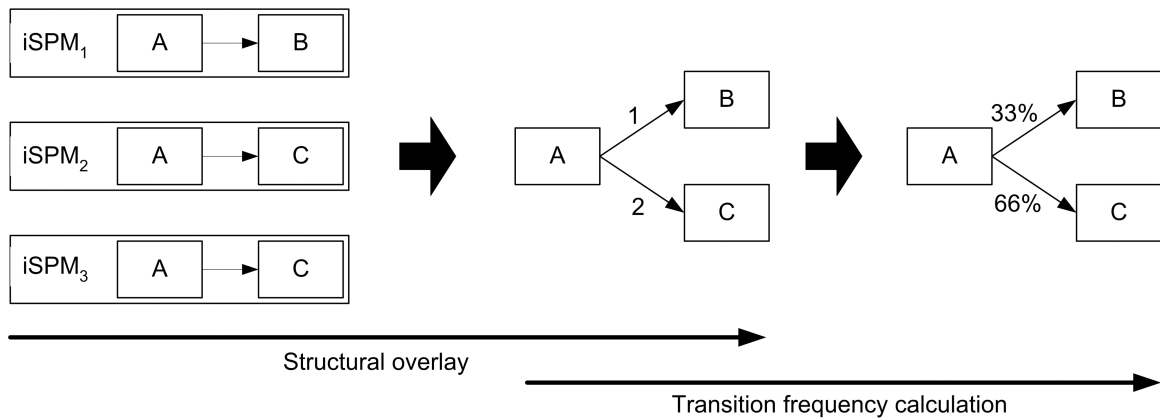 iSPM₁ A B
iSPM₂ A C
iSPM₃ A C
A 1 B
2 C
A 33% B
66% C
Structural overlay
Transition frequency calculation